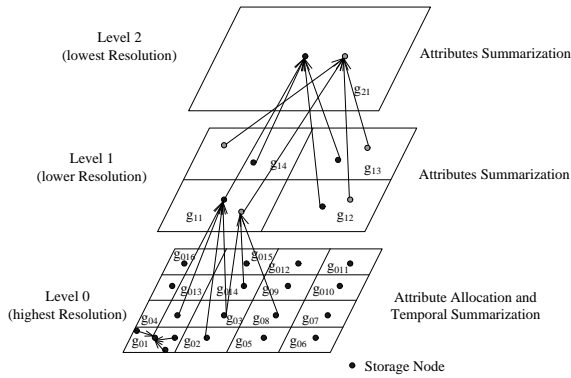 Level 2
(lowest Resolution)
Attributes Summarization
g21
Level 1
(lower Resolution)
Attributes Summarization
g14
g13
g11
g12
Level 0
(highest Resolution)
Attribute Allocation and
Temporal Summarization
g016
g015
g012
g011
g013
g014
g09
g010
g04
g03
g08
g07
g01
g02
g05
g06
Storage Node